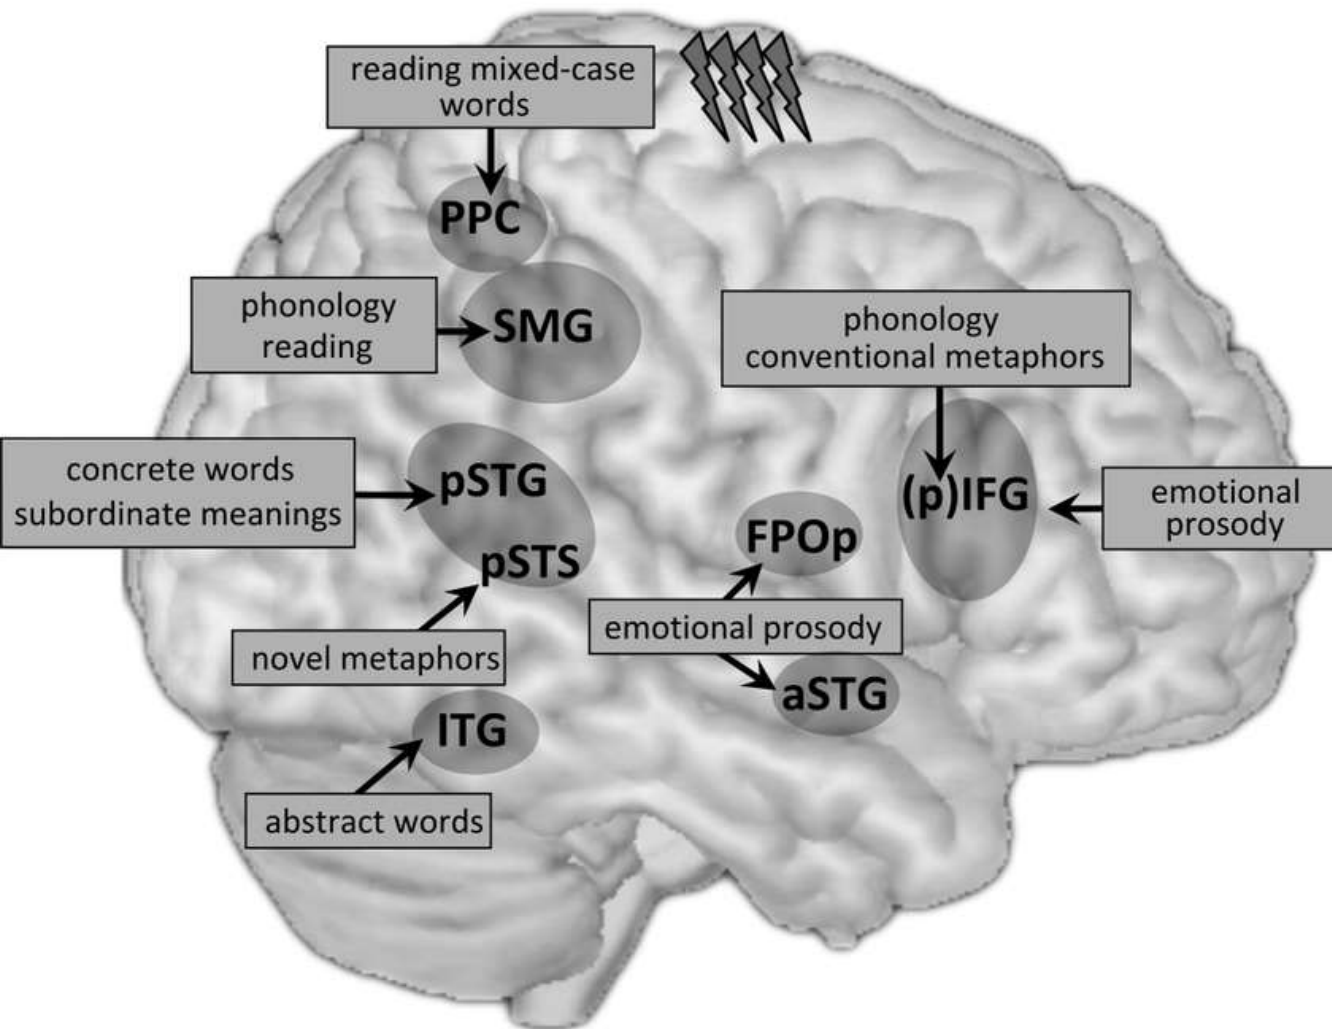 reading mixed-case
words
PPC
phonology
reading
SMG
phonology
conventional metaphors
concrete words
subordinate meanings
pSTG
(p)IFG
emotional
prosody
FPOp
pSTS
emotional prosody
novel metaphors
aSTG
ITG
abstract words